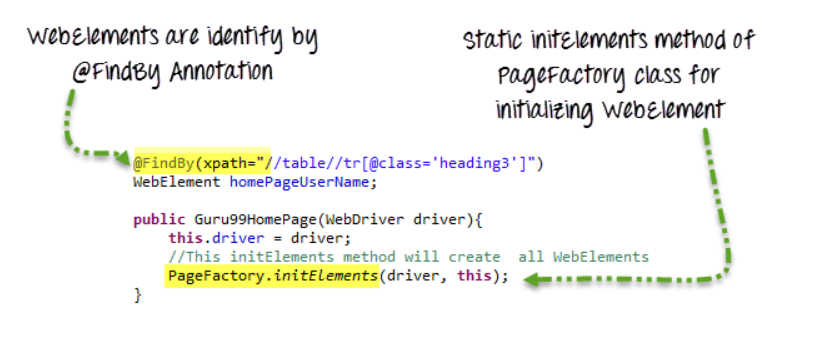 WebElements are identify by
@FindBy Annotation
Static initElements method of
PageFactory class for
initializing WebElement
@FindBy(xpath="//table//tr[@class='heading3']")
WebElement homePageUserName;
public Guru99HomePage(WebDriver driver){
this.driver = driver;
//This initElements method will create  all WebElements
PageFactory.initElements(driver, this);
}